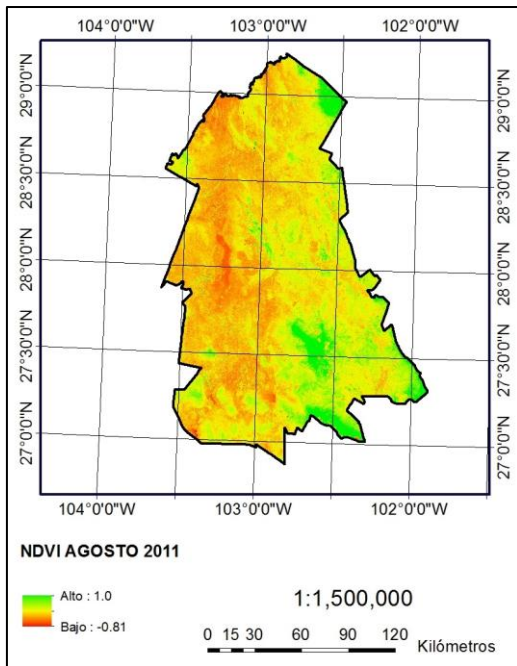 104°0'0"W 103°0'0"W 102°0'0"W
29°0'0"N 29°0'0"N
28°30'0"N 28°30'0"N
28°0'0"N 28°0'0"N
27°30'0"N 27°30'0"N
27°0'0"N 27°0'0"N
104°0'0"W 103°0'0"W 102°0'0"W
NDVI AGOSTO 2011
Alto : 1.0
Bajo : -0.81
1:1,500,000
0 15 30 60 90 120 Kilómetros